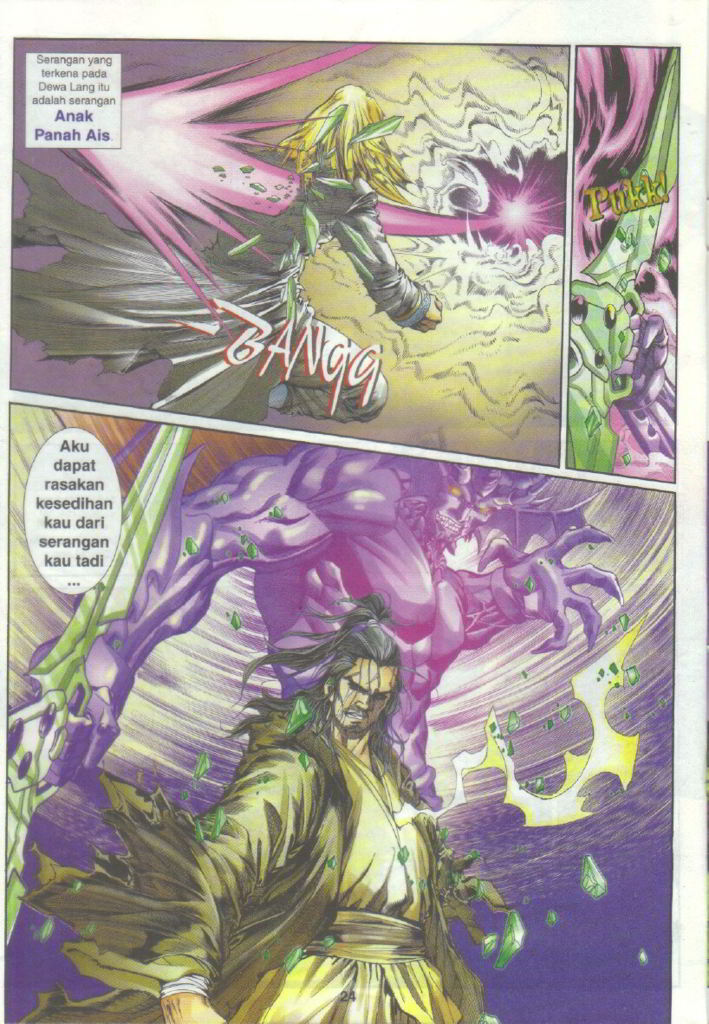 Serangan yang
terkena pada
Dewa Lang itu
adalah serangan
Anak
Panah Ais.
Pukk!
BANGG
Aku
dapat
rasakan
kesedihan
kau dari
serangan
kau tadi
...
24